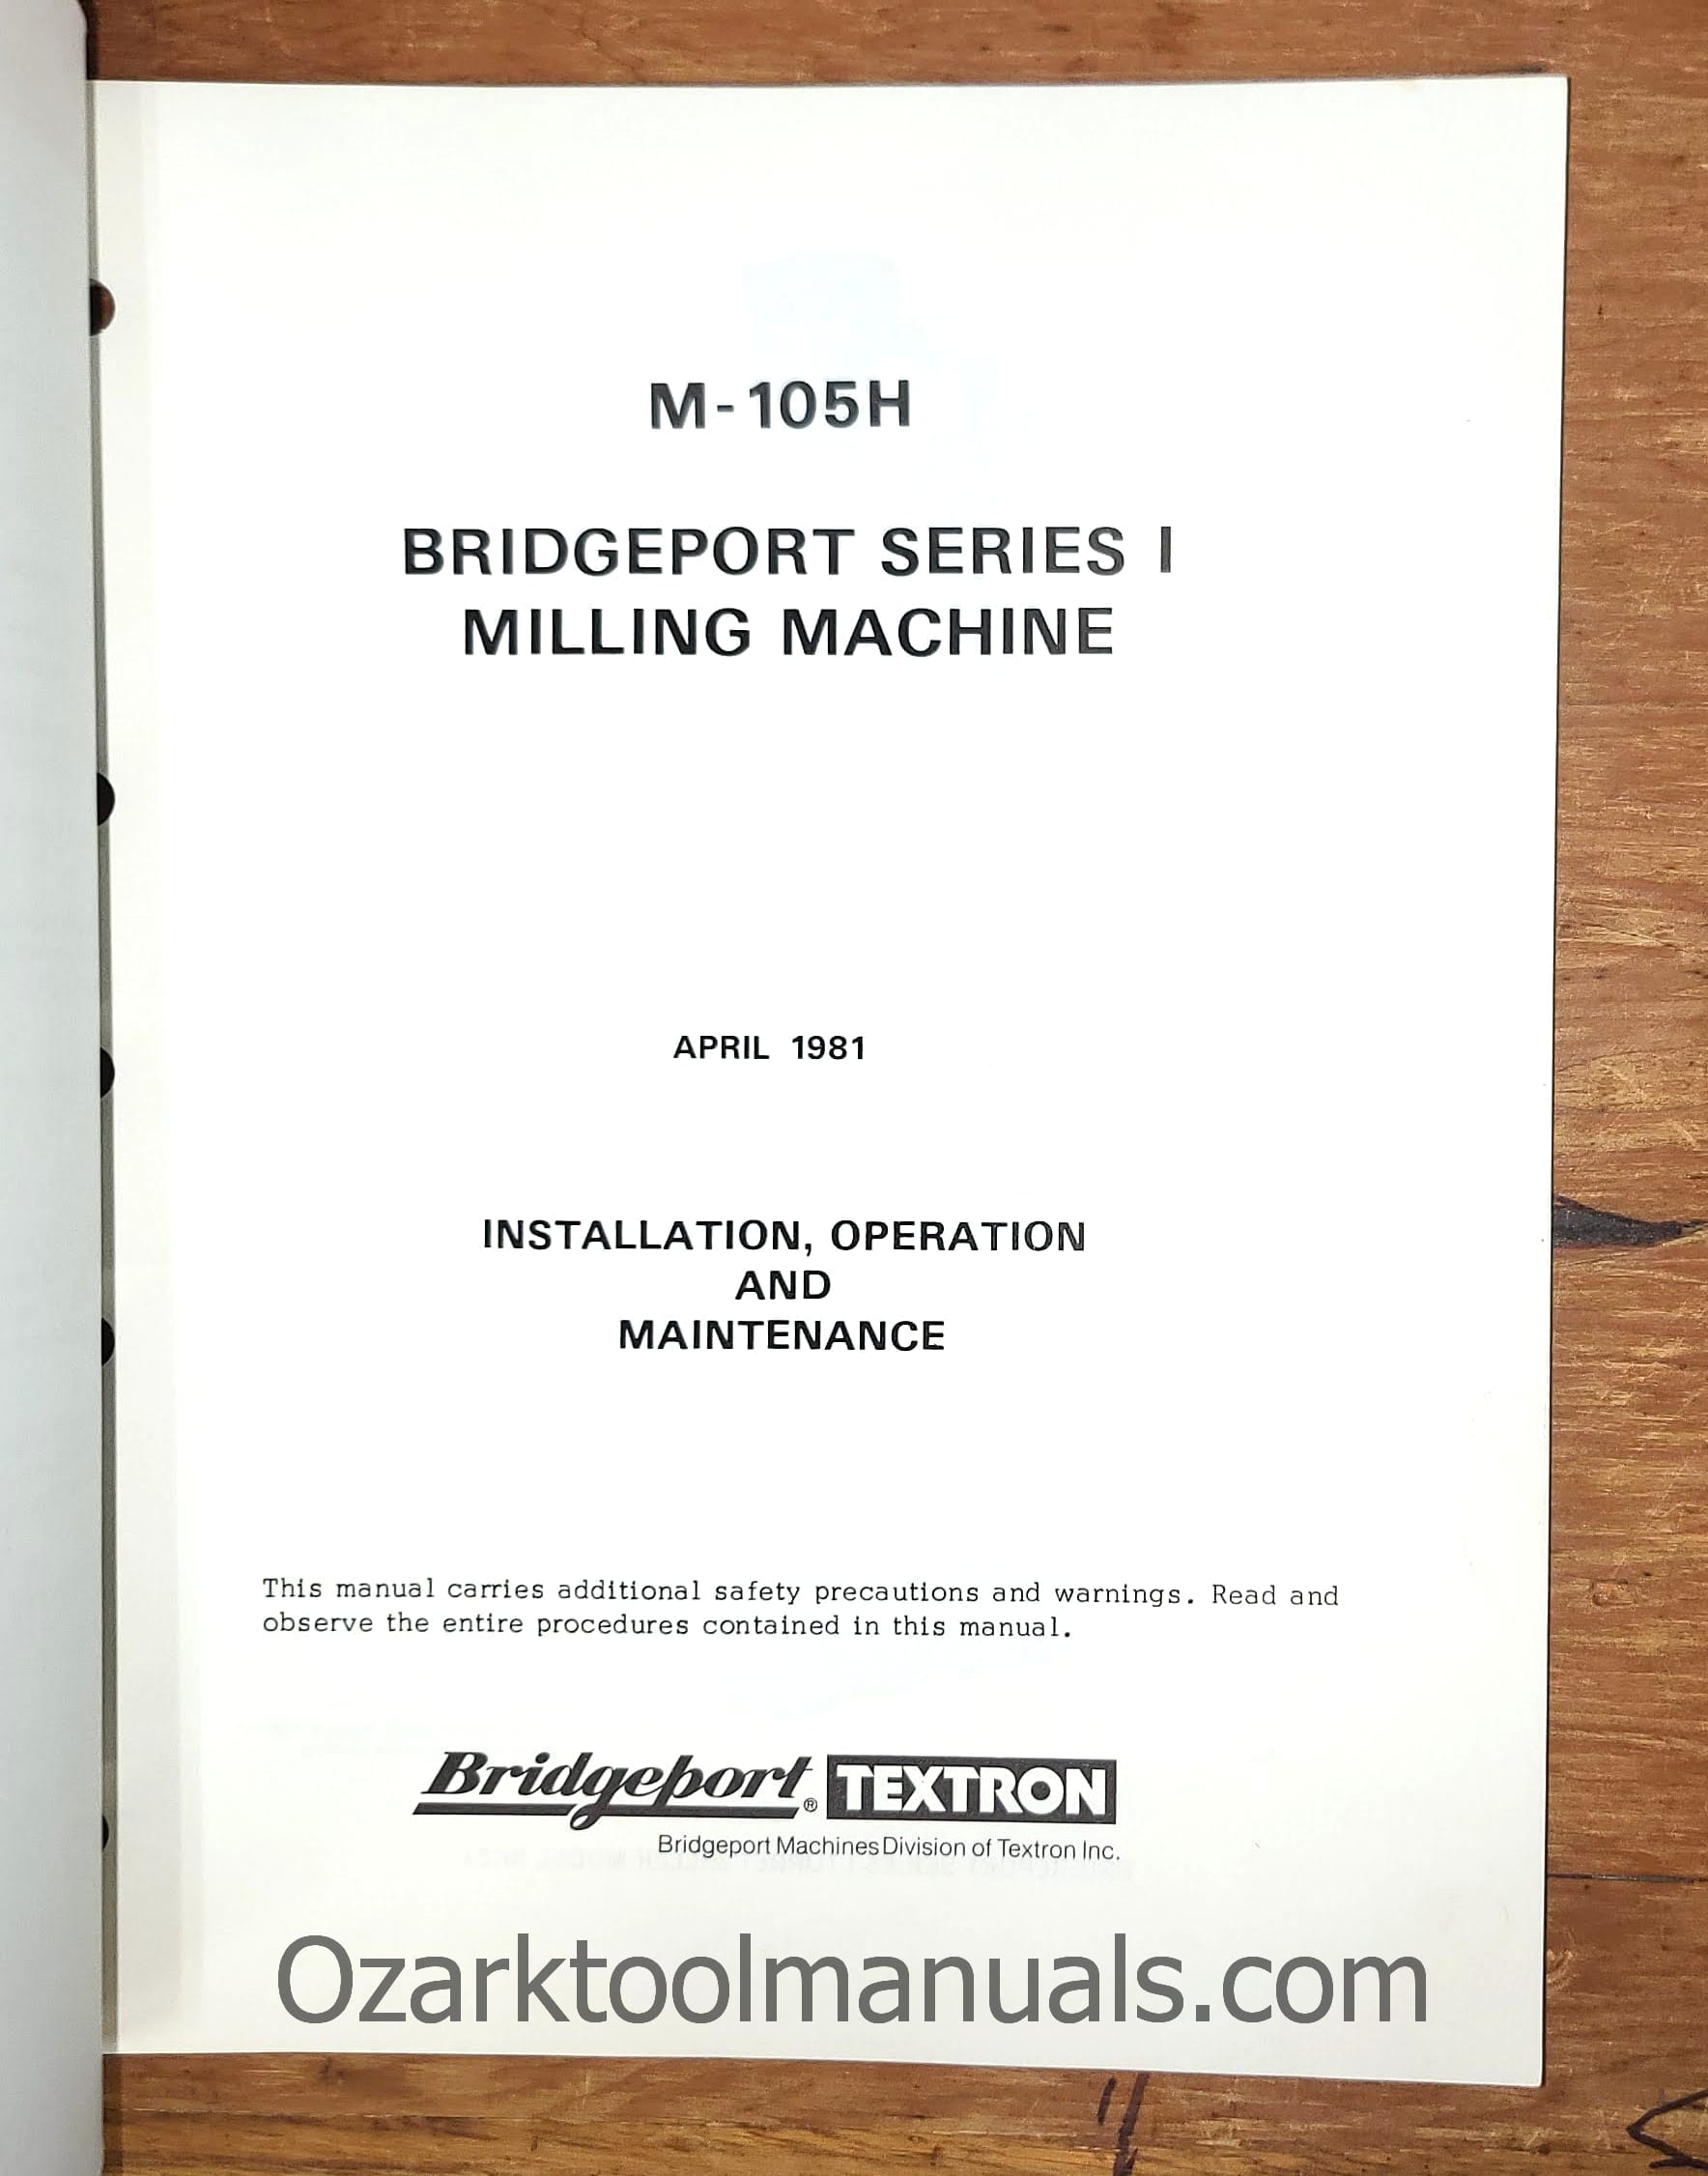 M-105H
BRIDGEPORT SERIES I
MILLING MACHINE
APRIL 1981
INSTALLATION, OPERATION
AND
MAINTENANCE
This manual carries additional safety precautions and warnings. Read and
observe the entire procedures contained in this manual.
Bridgeport® TEXTRON
Bridgeport Machines Division of Textron Inc.
Ozarktoolmanuals.com